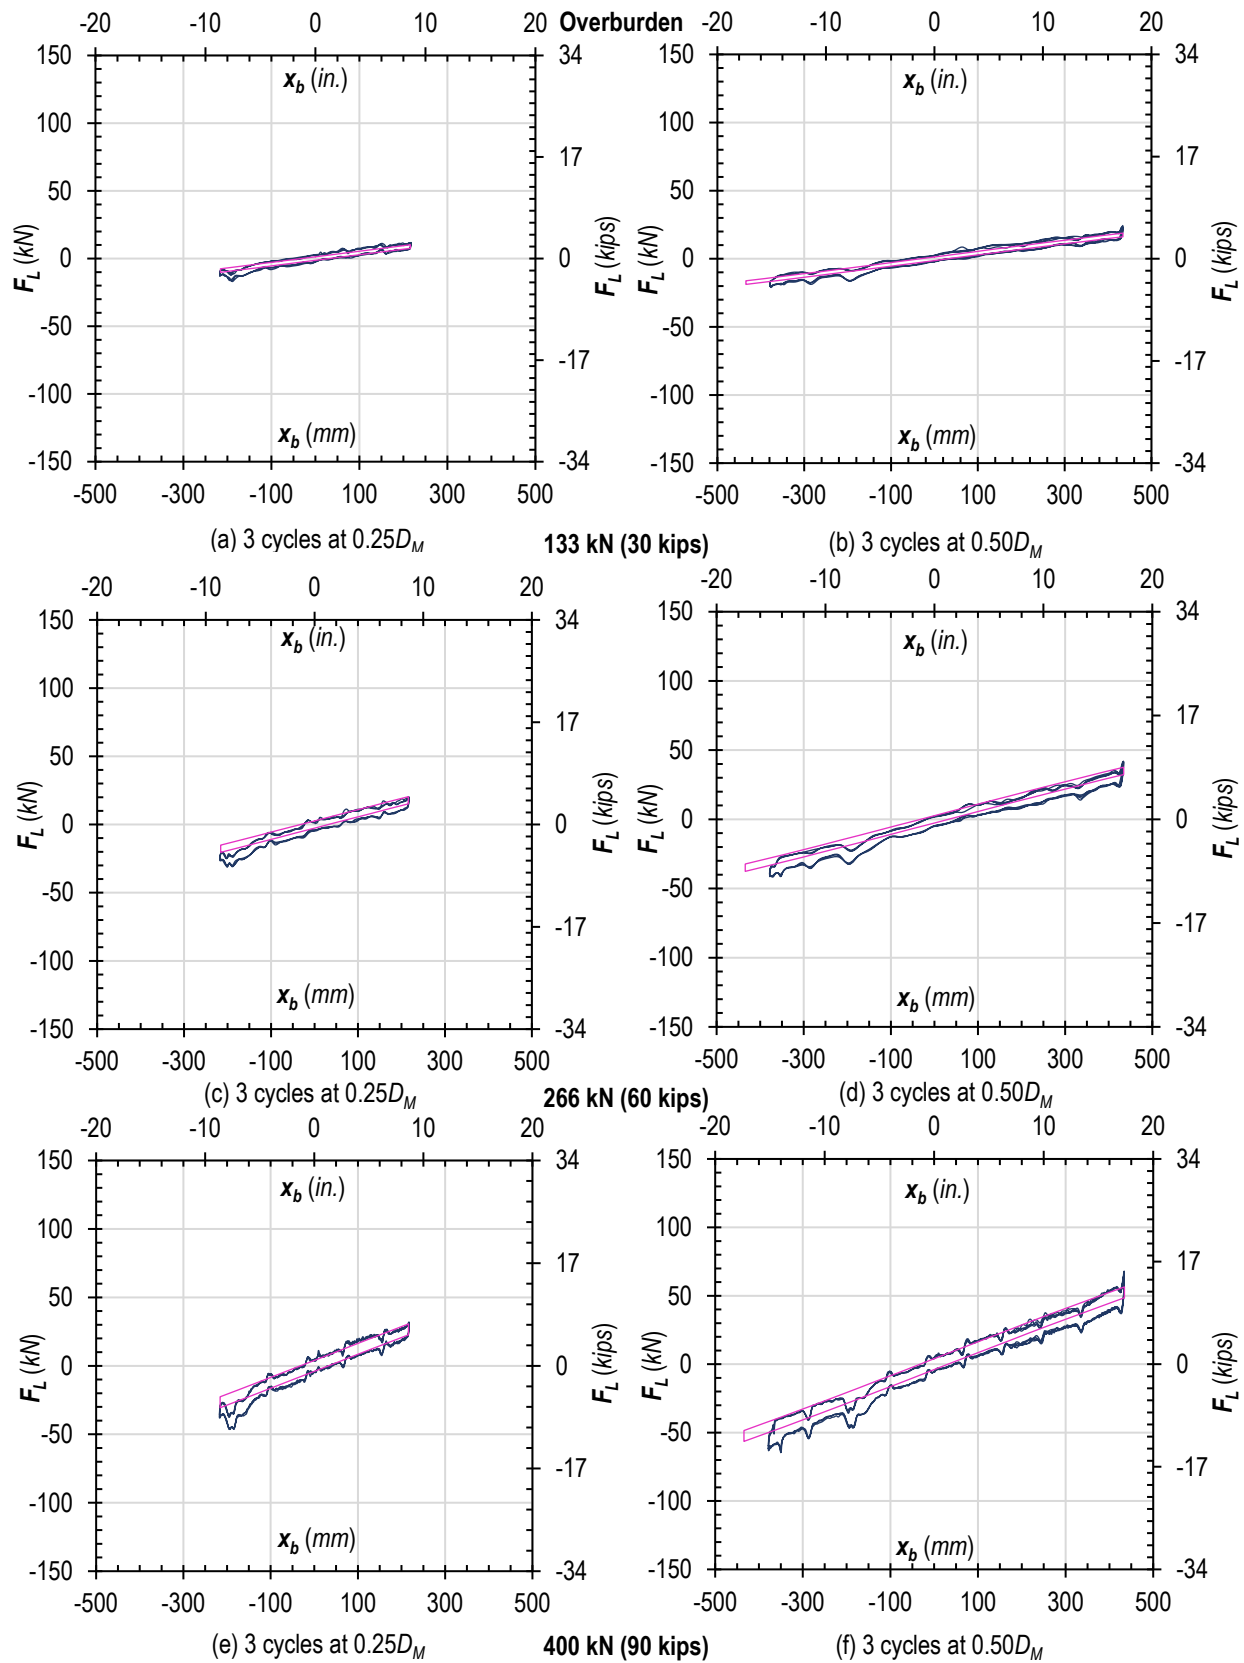 -20 -10 0 10 20 Overburden -20 -10 0 10 20
150 34 150 34
x_b (in.) x_b (in.)
100 100
17 17
50 50
F_L (kN) 0 0 F_L (kips) F_L (kN) 0 0 F_L (kips)
-50 -50
-17 -17
-100 -100
x_b (mm) x_b (mm)
-150 -34 -150 -34
-500 -300 -100 100 300 500 -500 -300 -100 100 300 500
(a) 3 cycles at 0.25D_M 133 kN (30 kips) (b) 3 cycles at 0.50D_M
-20 -10 0 10 20 -20 -10 0 10 20
150 34 150 34
x_b (in.) x_b (in.)
100 100
17 17
50 50
F_L (kN) 0 0 F_L (kips) F_L (kN) 0 0 F_L (kips)
-50 -50
-17 -17
-100 -100
x_b (mm) x_b (mm)
-150 -34 -150 -34
-500 -300 -100 100 300 500 -500 -300 -100 100 300 500
(c) 3 cycles at 0.25D_M 266 kN (60 kips) (d) 3 cycles at 0.50D_M
-20 -10 0 10 20 -20 -10 0 10 20
150 34 150 34
x_b (in.) x_b (in.)
100 100
17 17
50 50
F_L (kN) 0 0 F_L (kips) F_L (kN) 0 0 F_L (kips)
-50 -50
-17 -17
-100 -100
x_b (mm) x_b (mm)
-150 -34 -150 -34
-500 -300 -100 100 300 500 -500 -300 -100 100 300 500
(e) 3 cycles at 0.25D_M 400 kN (90 kips) (f) 3 cycles at 0.50D_M